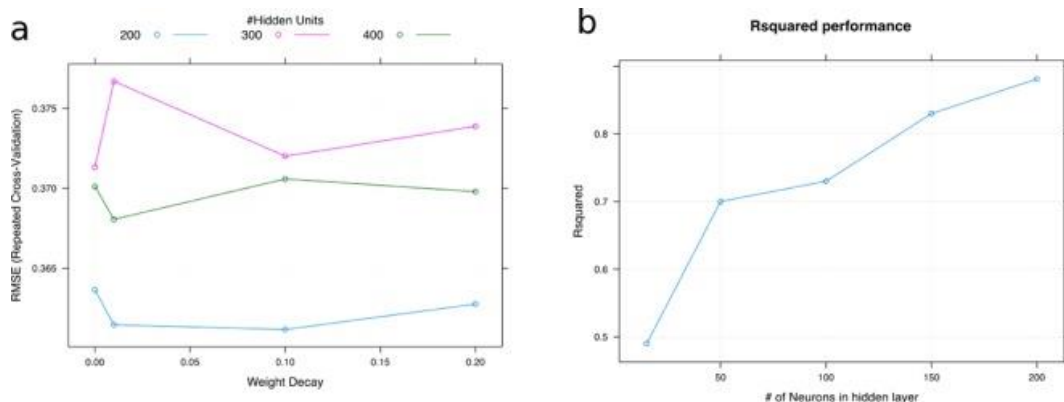 a
#Hidden Units
200 300 400
RMSE (Repeated Cross-Validation)
0.375
0.370
0.365
0.00 0.05 0.10 0.15 0.20
Weight Decay
b
Rsquared performance
Rsquared
0.8
0.7
0.6
0.5
50 100 150 200
# of Neurons in hidden layer